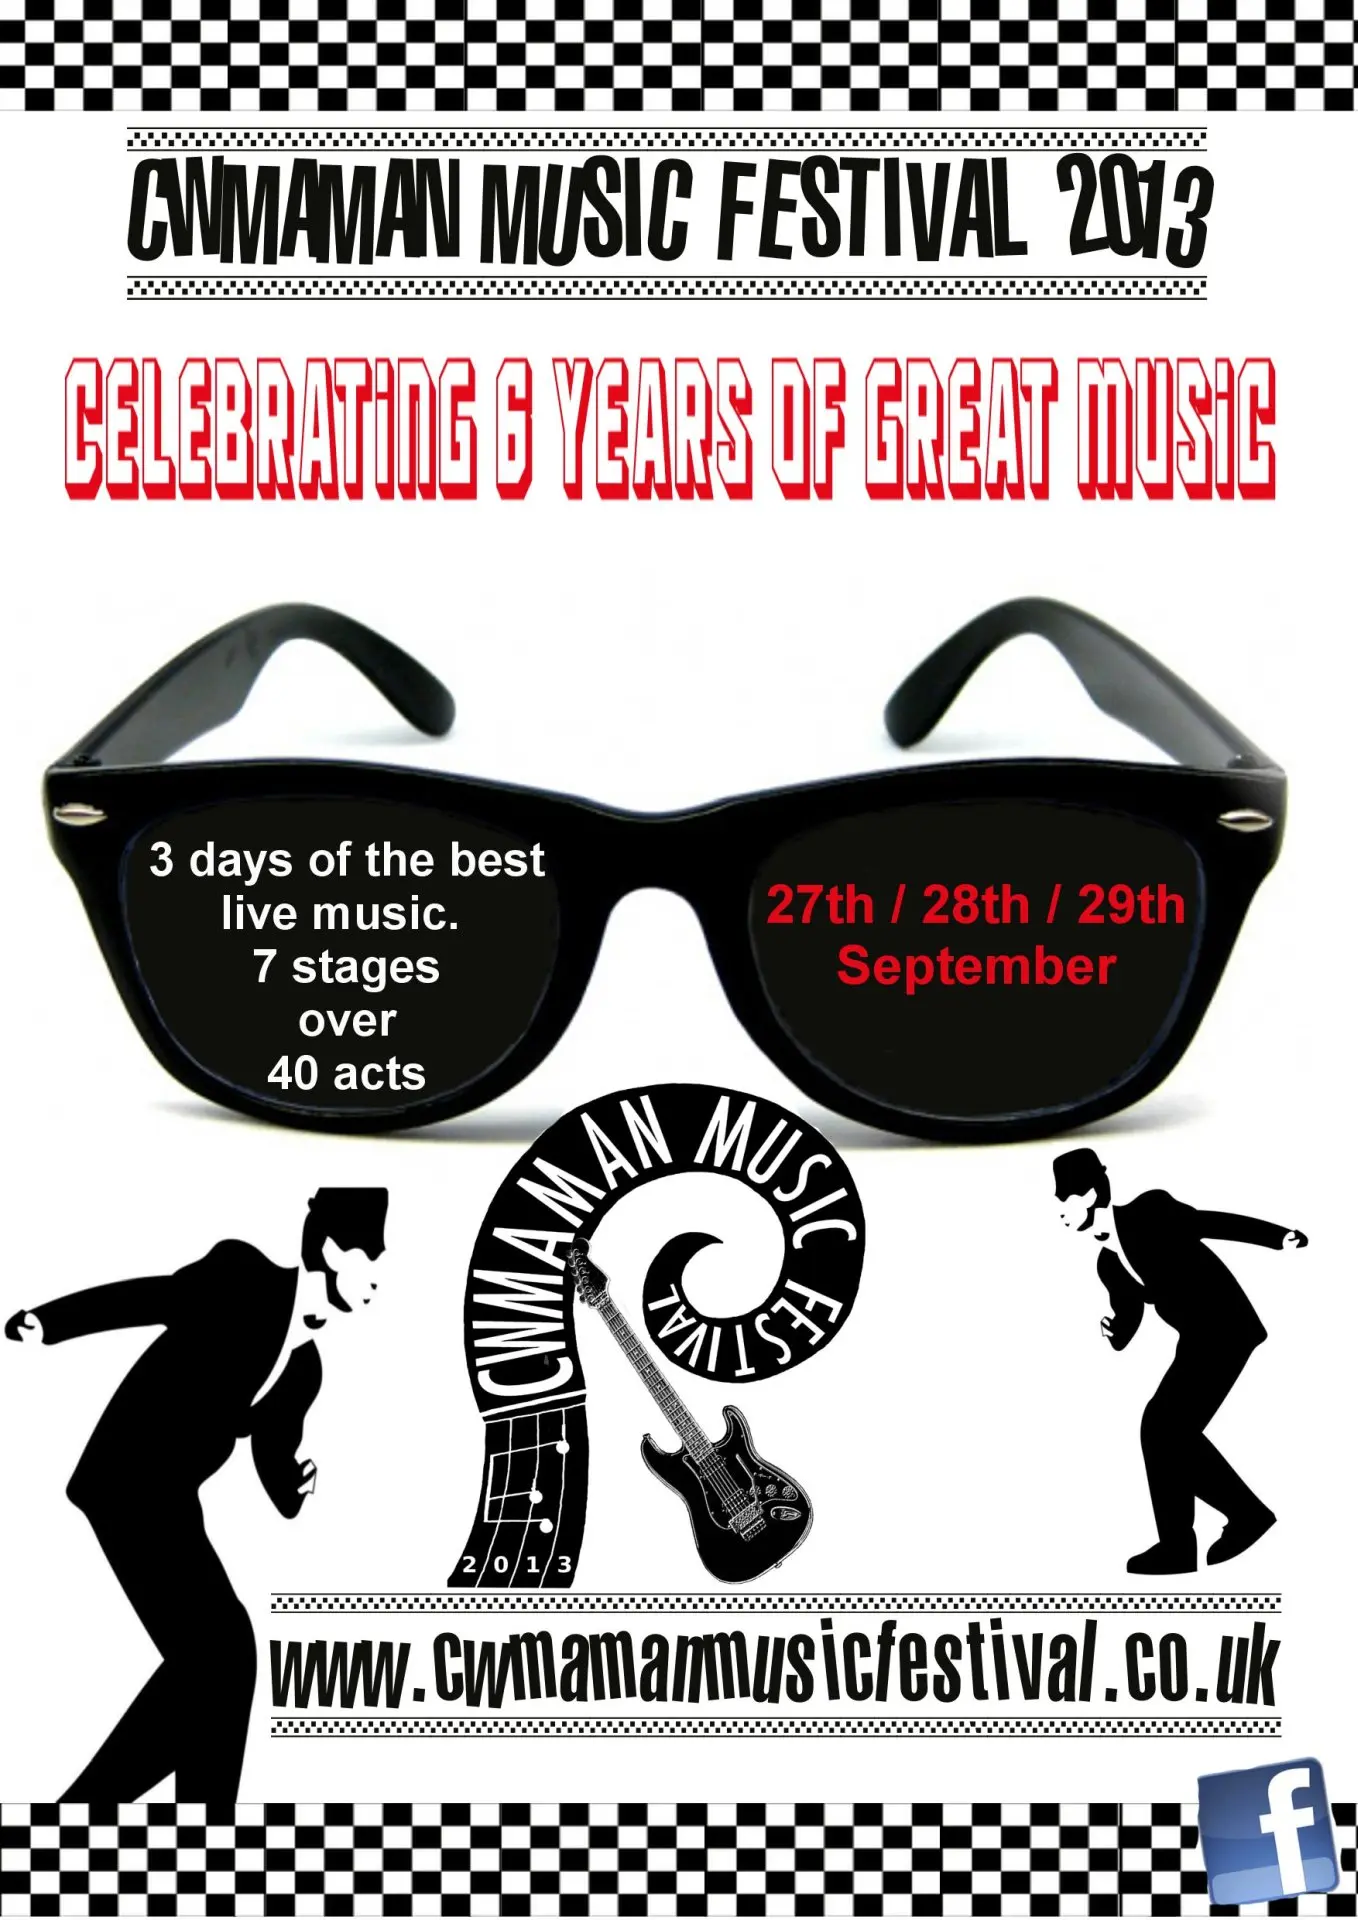 CWMAMAN MUSIC FESTIVAL 2013
CELEBRATiNG 6 YEARS OF GREAT MUSiC
3 days of the best
live music.
7 stages
over
40 acts
27th / 28th / 29th
September
CWMAMAN MUSIC FESTIVAL
2013
www.cwmamanmusicfestival.co.uk
f